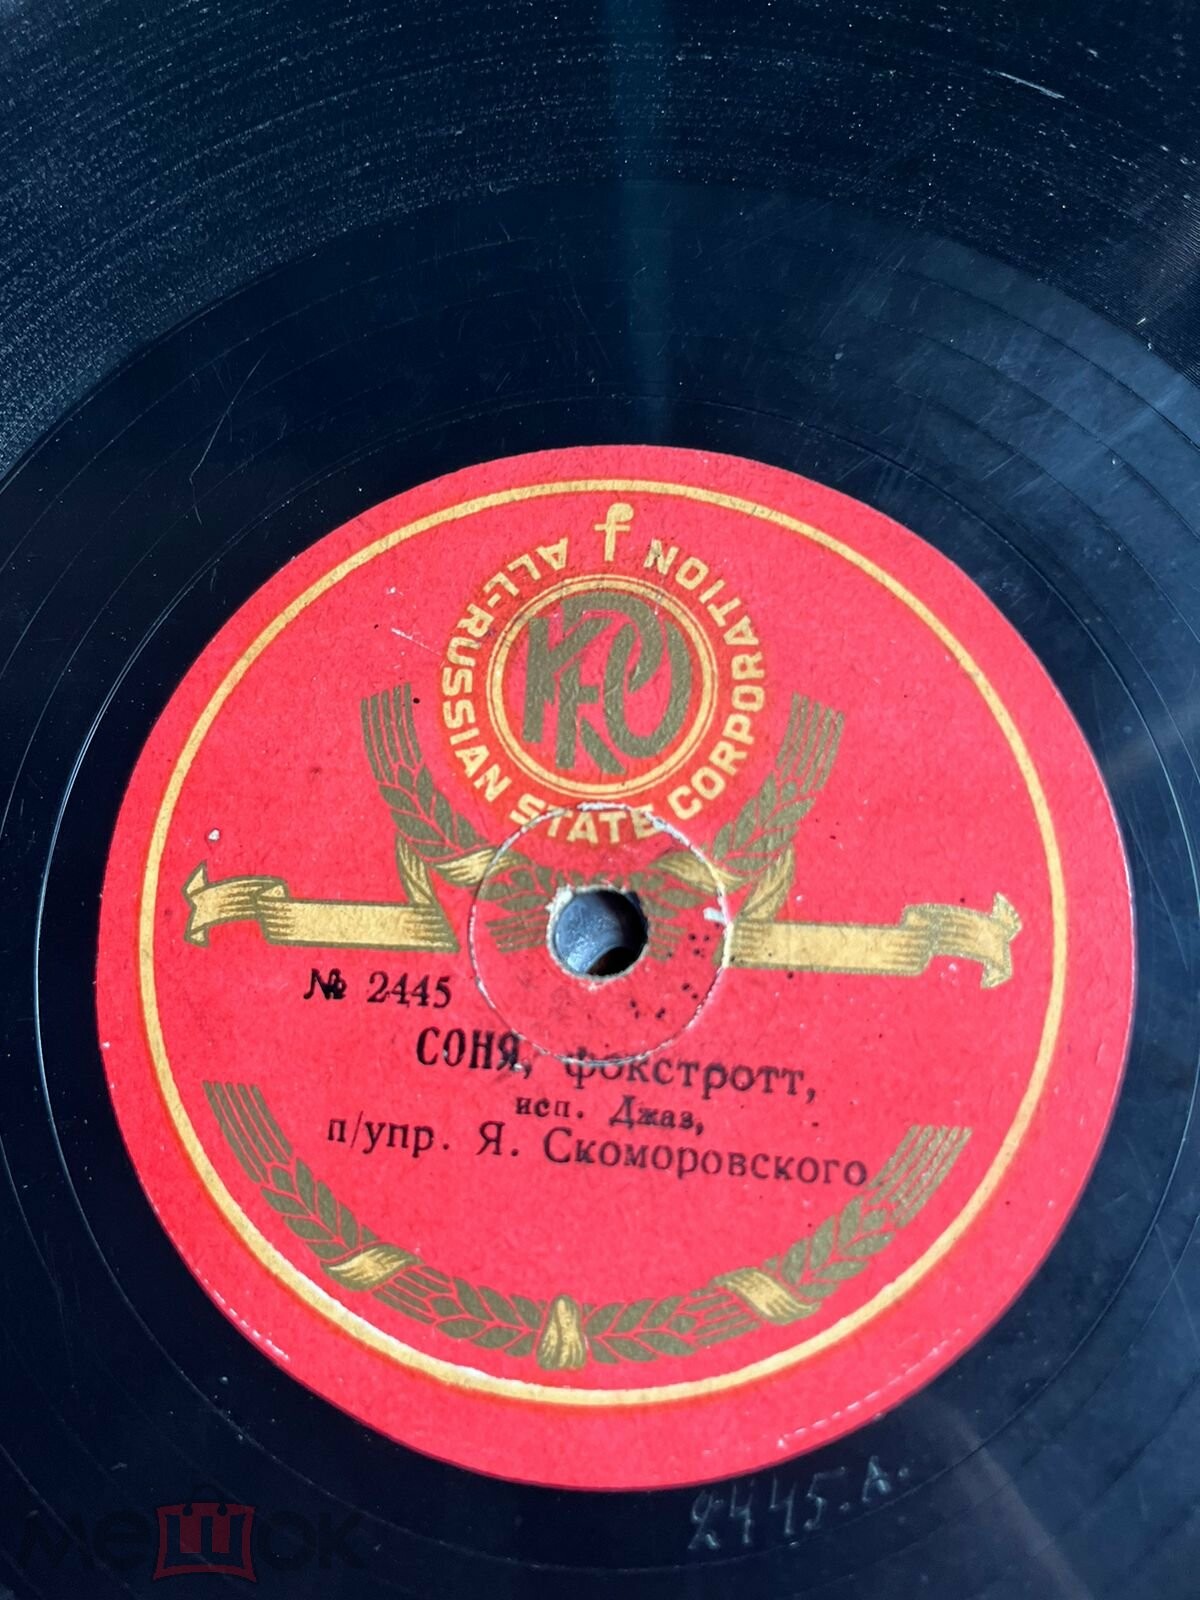 ALL-RUSSIAN STATE CORPORATION
№ 2445
СОНЯ, фокстротт,
исп. Джаз,
п/упр. Я. Скоморовского
2445.А.
мешок